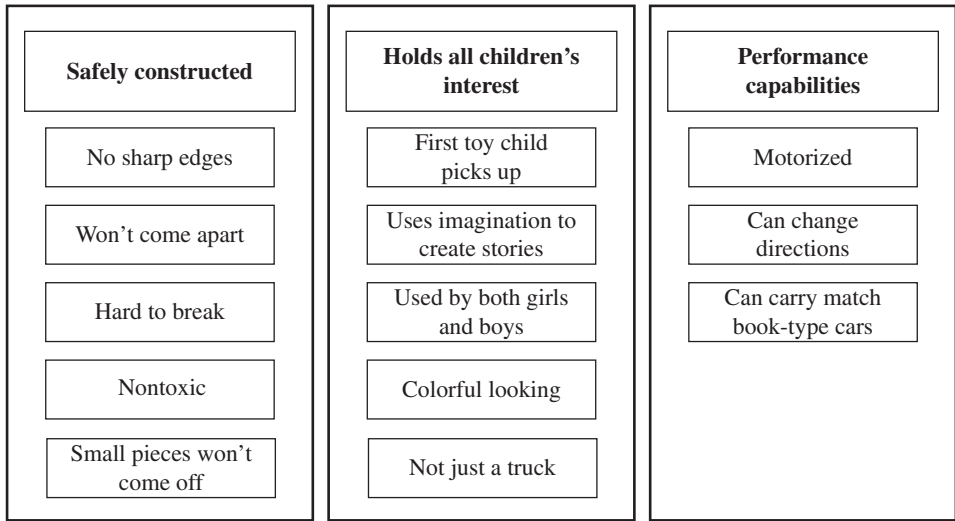 Safely constructed
No sharp edges
Won't come apart
Hard to break
Nontoxic
Small pieces won't
come off
Holds all children's
interest
First toy child
picks up
Uses imagination to
create stories
Used by both girls
and boys
Colorful looking
Not just a truck
Performance
capabilities
Motorized
Can change
directions
Can carry match
book-type cars